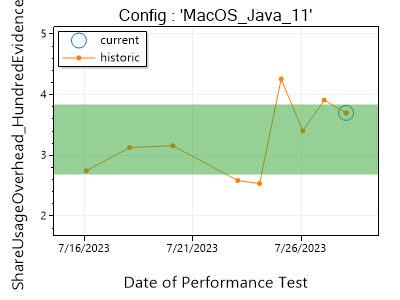 Config : 'MacOS_Java_11'
ShareUsageOverhead_HundredEvidence
5
4
3
2
current
historic
7/16/2023
7/21/2023
7/26/2023
Date of Performance Test